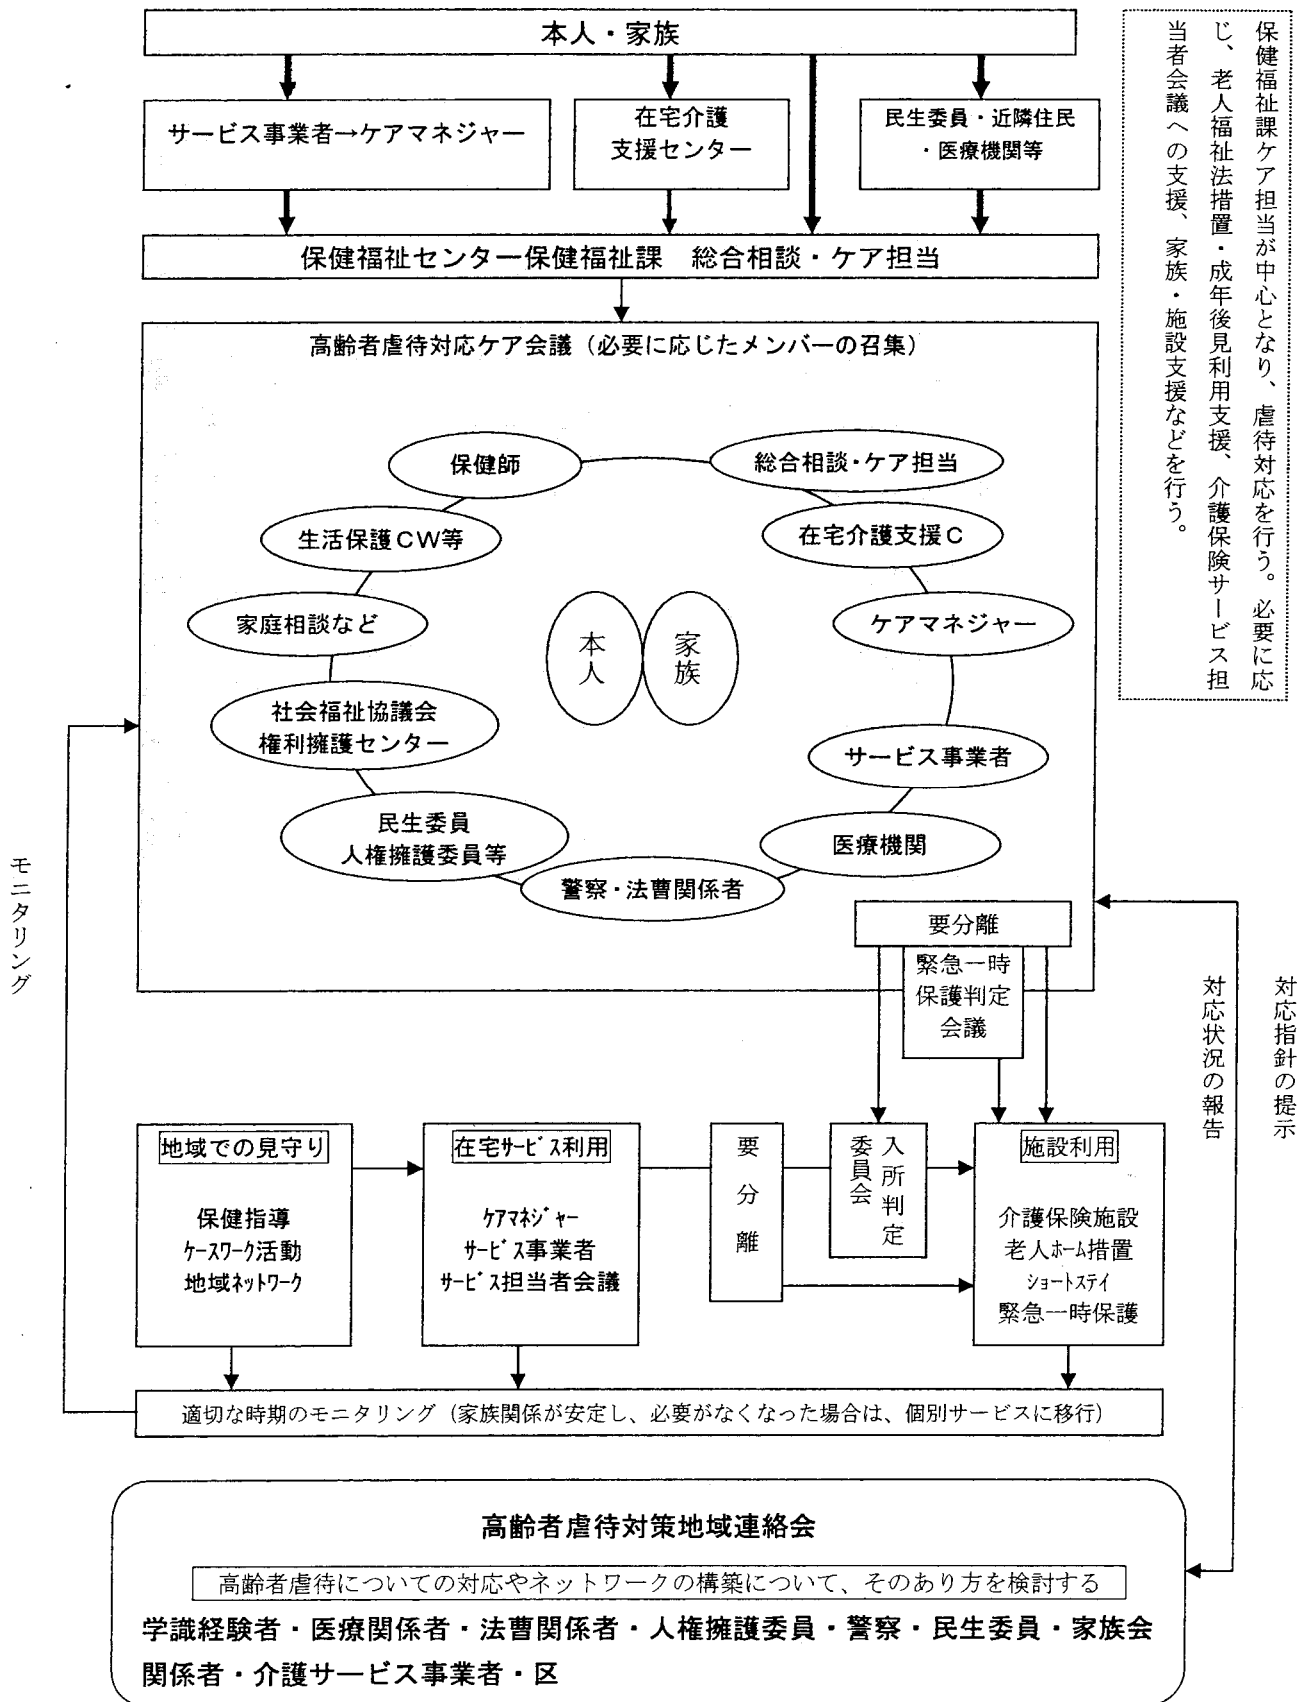 本人・家族
サービス事業者→ケアマネジャー
在宅介護
支援センター
民生委員・近隣住民
・医療機関等
保健福祉センター保健福祉課　総合相談・ケア担当
保健福祉課ケア担当が中心となり、虐待対応を行う。必要に応
じ、老人福祉法措置・成年後見利用支援、介護保険サービス担
当者会議への支援、家族・施設支援などを行う。
高齢者虐待対応ケア会議（必要に応じたメンバーの召集）
保健師
総合相談・ケア担当
生活保護ＣＷ等
在宅介護支援Ｃ
家庭相談など
ケアマネジャー
本人
家族
社会福祉協議会
権利擁護センター
サービス事業者
民生委員
人権擁護委員等
医療機関
警察・法曹関係者
要分離
緊急一時
保護判定
会議
モニタリング
対応指針の提示
対応状況の報告
地域での見守り
保健指導
ｹｰｽﾜｰｸ活動
地域ﾈｯﾄﾜｰｸ
在宅ｻｰﾋﾞｽ利用
ｹｱﾏﾈｼﾞｬｰ
ｻｰﾋﾞｽ事業者
ｻｰﾋﾞｽ担当者会議
要分離
入所判定
委員会
施設利用
介護保険施設
老人ﾎｰﾑ措置
ｼｮｰﾄｽﾃｲ
緊急一時保護
適切な時期のモニタリング（家族関係が安定し、必要がなくなった場合は、個別サービスに移行）
高齢者虐待対策地域連絡会
高齢者虐待についての対応やネットワークの構築について、そのあり方を検討する
学識経験者・医療関係者・法曹関係者・人権擁護委員・警察・民生委員・家族会
関係者・介護サービス事業者・区